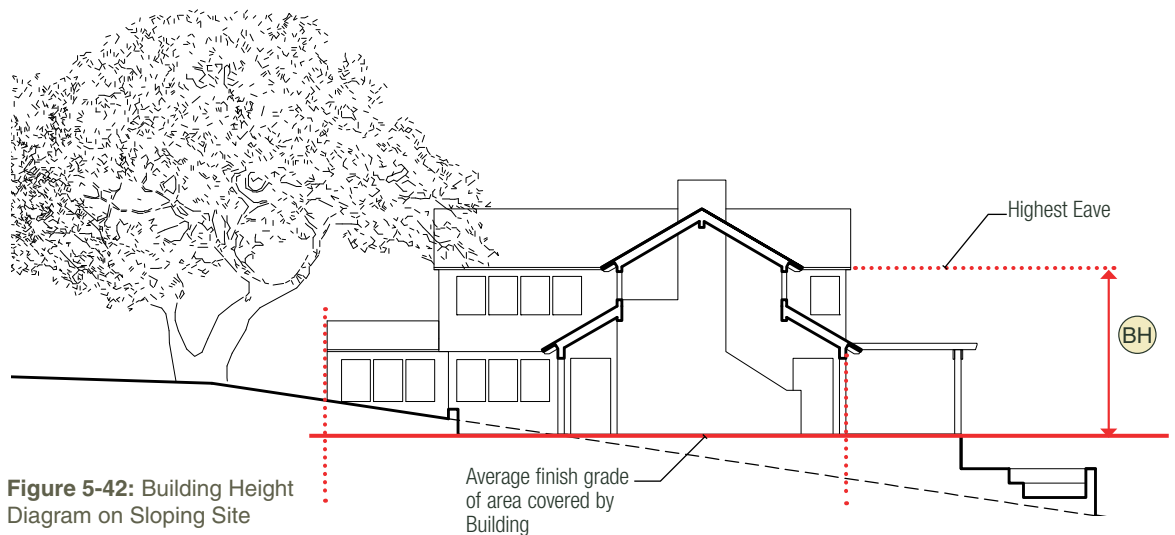 Highest Eave
BH
Average finish grade
of area covered by
Building
Figure 5-42: Building Height
Diagram on Sloping Site